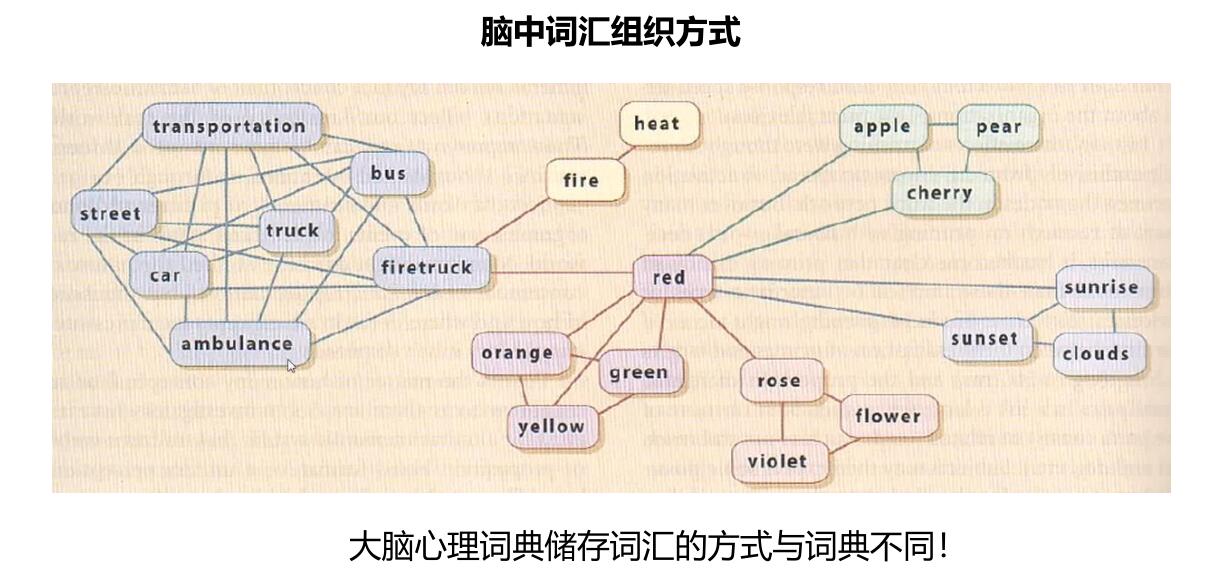 脑中词汇组织方式
transportation
bus
street
truck
car
firetruck
ambulance
heat
fire
red
apple
pear
cherry
sunrise
sunset
clouds
orange
green
yellow
rose
flower
violet
大脑心理词典储存词汇的方式与词典不同！